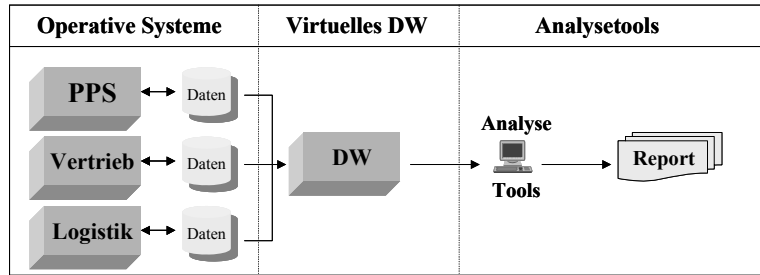 Operative Systeme
Virtuelles DW
Analysetools
PPS
Daten
Vertrieb
Daten
Logistik
Daten
DW
Analyse
Tools
Report